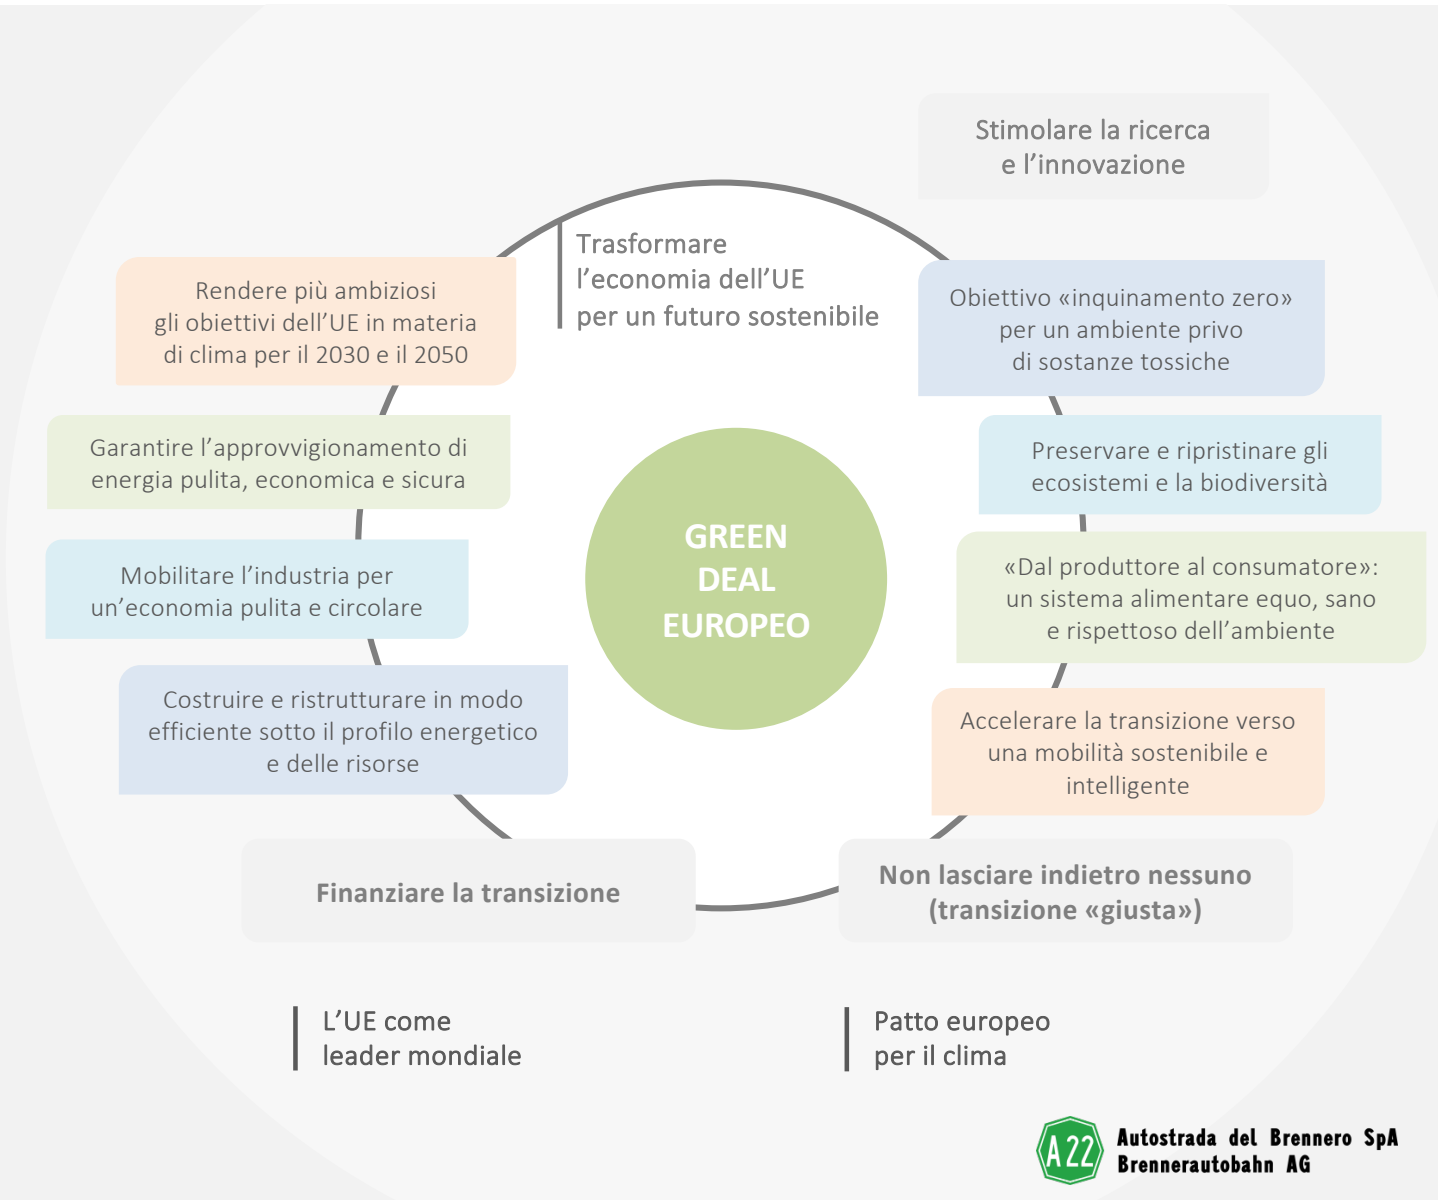 Stimolare la ricerca
e l’innovazione
Trasformare
l’economia dell’UE
per un futuro sostenibile
Rendere più ambiziosi
gli obiettivi dell’UE in materia
di clima per il 2030 e il 2050
Garantire l’approvvigionamento di
energia pulita, economica e sicura
Mobilitare l’industria per
un’economia pulita e circolare
Costruire e ristrutturare in modo
efficiente sotto il profilo energetico
e delle risorse
GREEN
DEAL
EUROPEO
Obiettivo «inquinamento zero»
per un ambiente privo
di sostanze tossiche
Preservare e ripristinare gli
ecosistemi e la biodiversità
«Dal produttore al consumatore»:
un sistema alimentare equo, sano
e rispettoso dell’ambiente
Accelerare la transizione verso
una mobilità sostenibile e
intelligente
Finanziare la transizione
Non lasciare indietro nessuno
(transizione «giusta»)
L’UE come
leader mondiale
Patto europeo
per il clima
A22
Autostrada del Brennero SpA
Brennerautobahn AG